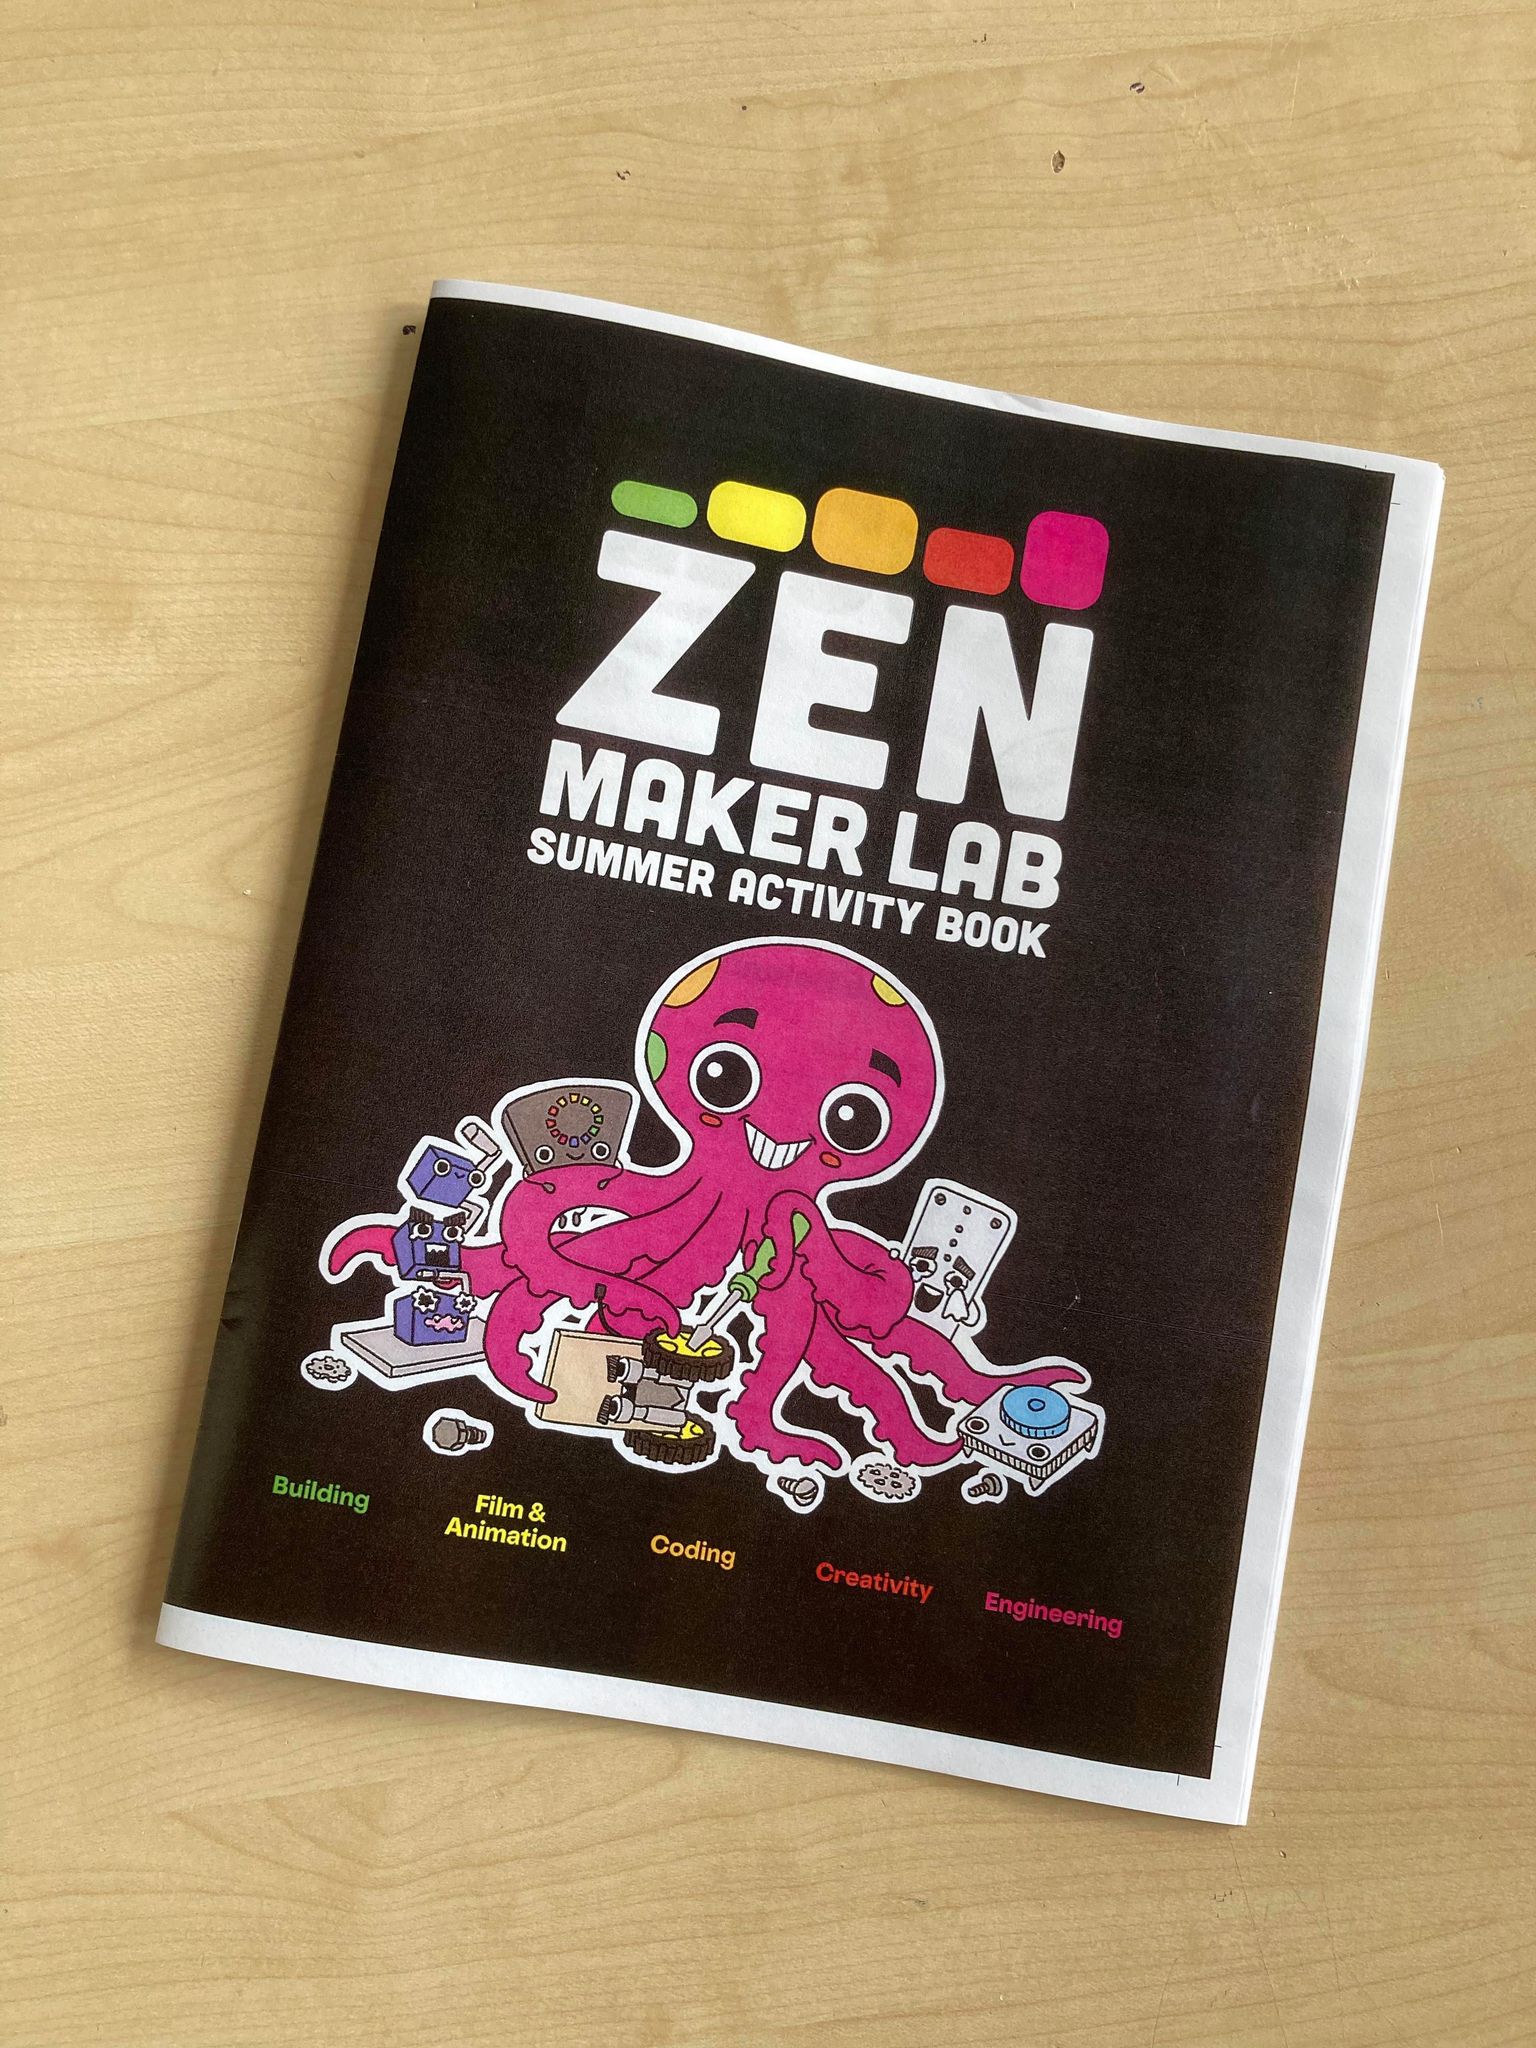 ZEN
MAKER LAB
SUMMER ACTIVITY BOOK
Building
Film &
Animation
Coding
Creativity
Engineering